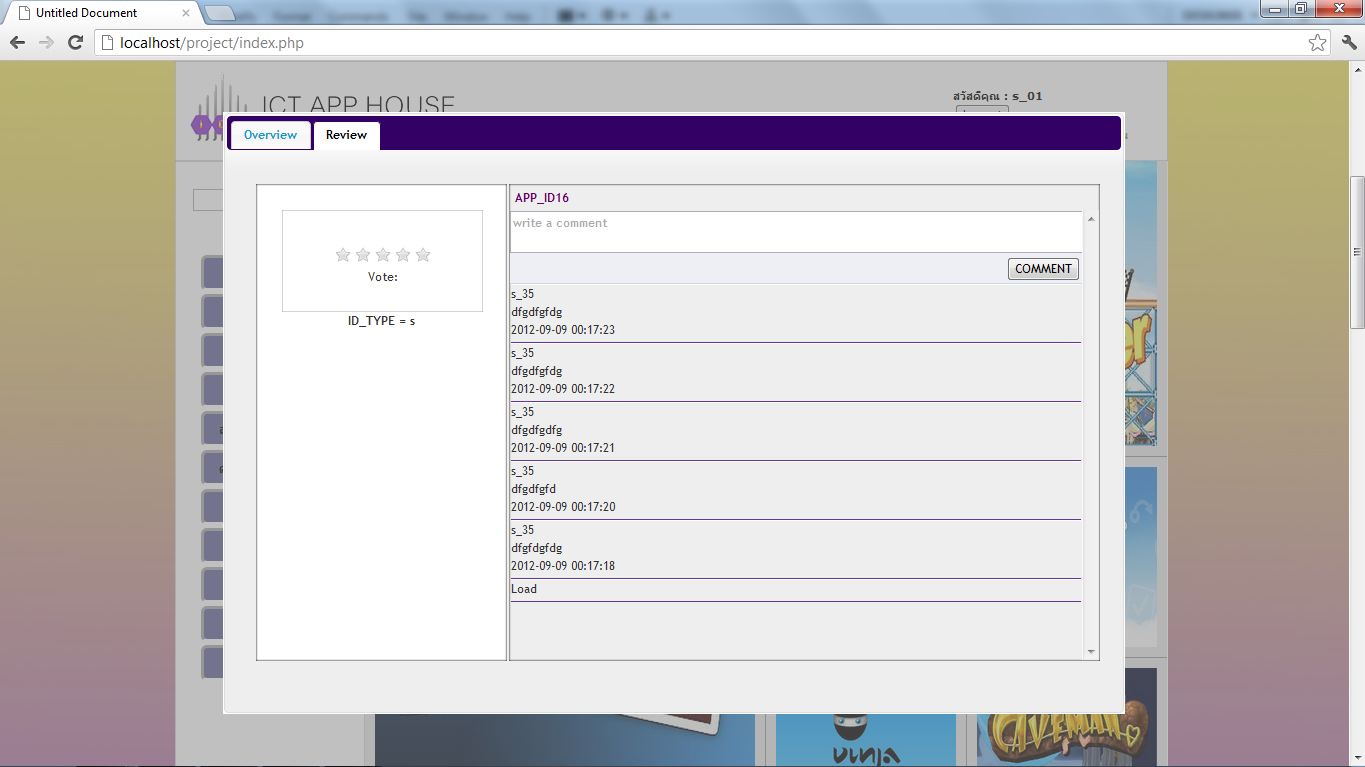 Untitled Document
localhost/project/index.php
ICT APP HOUSE
สวัสดีคุณ : s_01
Overview
Review
APP_ID16
write a comment
COMMENT
Vote:
ID_TYPE = s
s_35
dfgdfgfdg
2012-09-09 00:17:23
s_35
dfgdfgfdg
2012-09-09 00:17:22
s_35
dfgdfgdfg
2012-09-09 00:17:21
s_35
dfgdfgfd
2012-09-09 00:17:20
s_35
dfgfdgfdg
2012-09-09 00:17:18
Load
NINJA
CAVEMAN